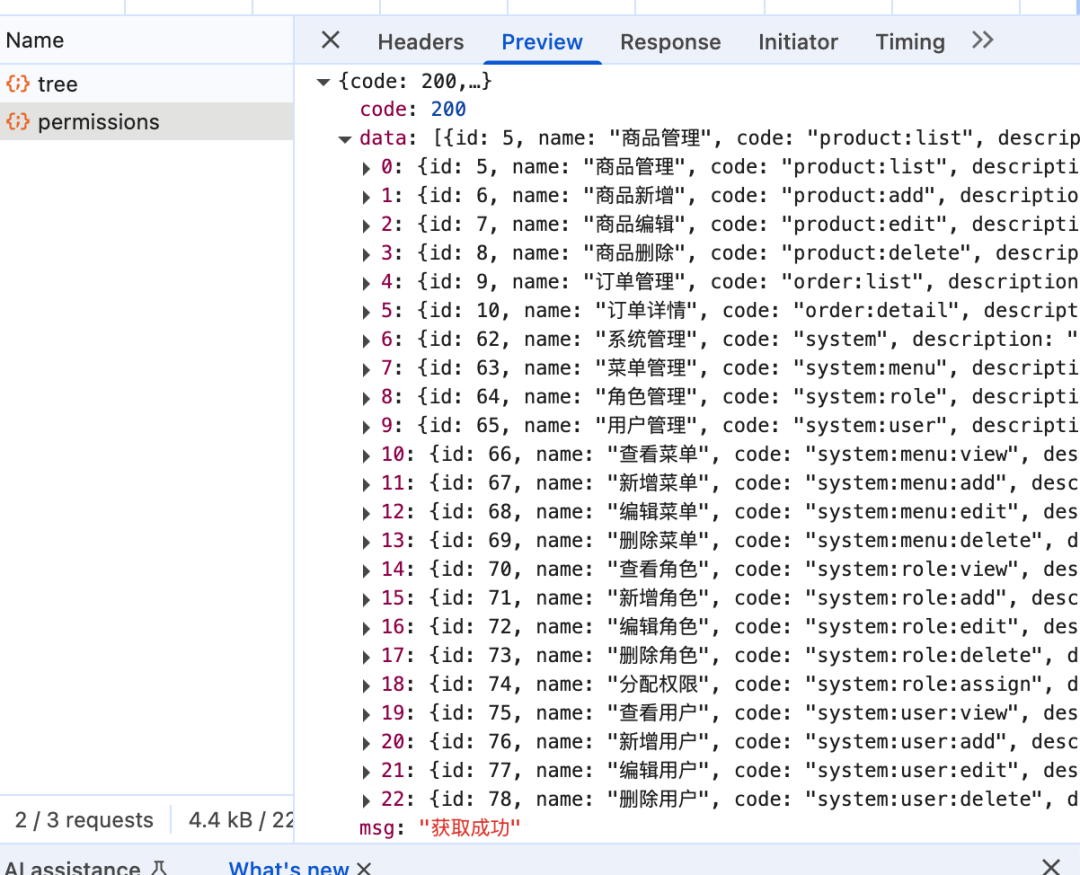 Name
Headers Preview Response Initiator Timing
tree
permissions
{code: 200,…}
code: 200
data: [{id: 5, name: "商品管理", code: "product:list", descrip
0: {id: 5, name: "商品管理", code: "product:list", descripti
1: {id: 6, name: "商品新增", code: "product:add", descriptio
2: {id: 7, name: "商品编辑", code: "product:edit", descripti
3: {id: 8, name: "商品删除", code: "product:delete", descrip
4: {id: 9, name: "订单管理", code: "order:list", description
5: {id: 10, name: "订单详情", code: "order:detail", descript
6: {id: 62, name: "系统管理", code: "system", description: "
7: {id: 63, name: "菜单管理", code: "system:menu", descripti
8: {id: 64, name: "角色管理", code: "system:role", descripti
9: {id: 65, name: "用户管理", code: "system:user", descripti
10: {id: 66, name: "查看菜单", code: "system:menu:view", des
11: {id: 67, name: "新增菜单", code: "system:menu:add", desc
12: {id: 68, name: "编辑菜单", code: "system:menu:edit", des
13: {id: 69, name: "删除菜单", code: "system:menu:delete", d
14: {id: 70, name: "查看角色", code: "system:role:view", des
15: {id: 71, name: "新增角色", code: "system:role:add", desc
16: {id: 72, name: "编辑角色", code: "system:role:edit", des
17: {id: 73, name: "删除角色", code: "system:role:delete", d
18: {id: 74, name: "分配权限", code: "system:role:assign", d
19: {id: 75, name: "查看用户", code: "system:user:view", des
20: {id: 76, name: "新增用户", code: "system:user:add", desc
21: {id: 77, name: "编辑用户", code: "system:user:edit", des
22: {id: 78, name: "删除用户", code: "system:user:delete", d
msg: "获取成功"
2 / 3 requests 4.4 kB / 22
AI assistance What's new